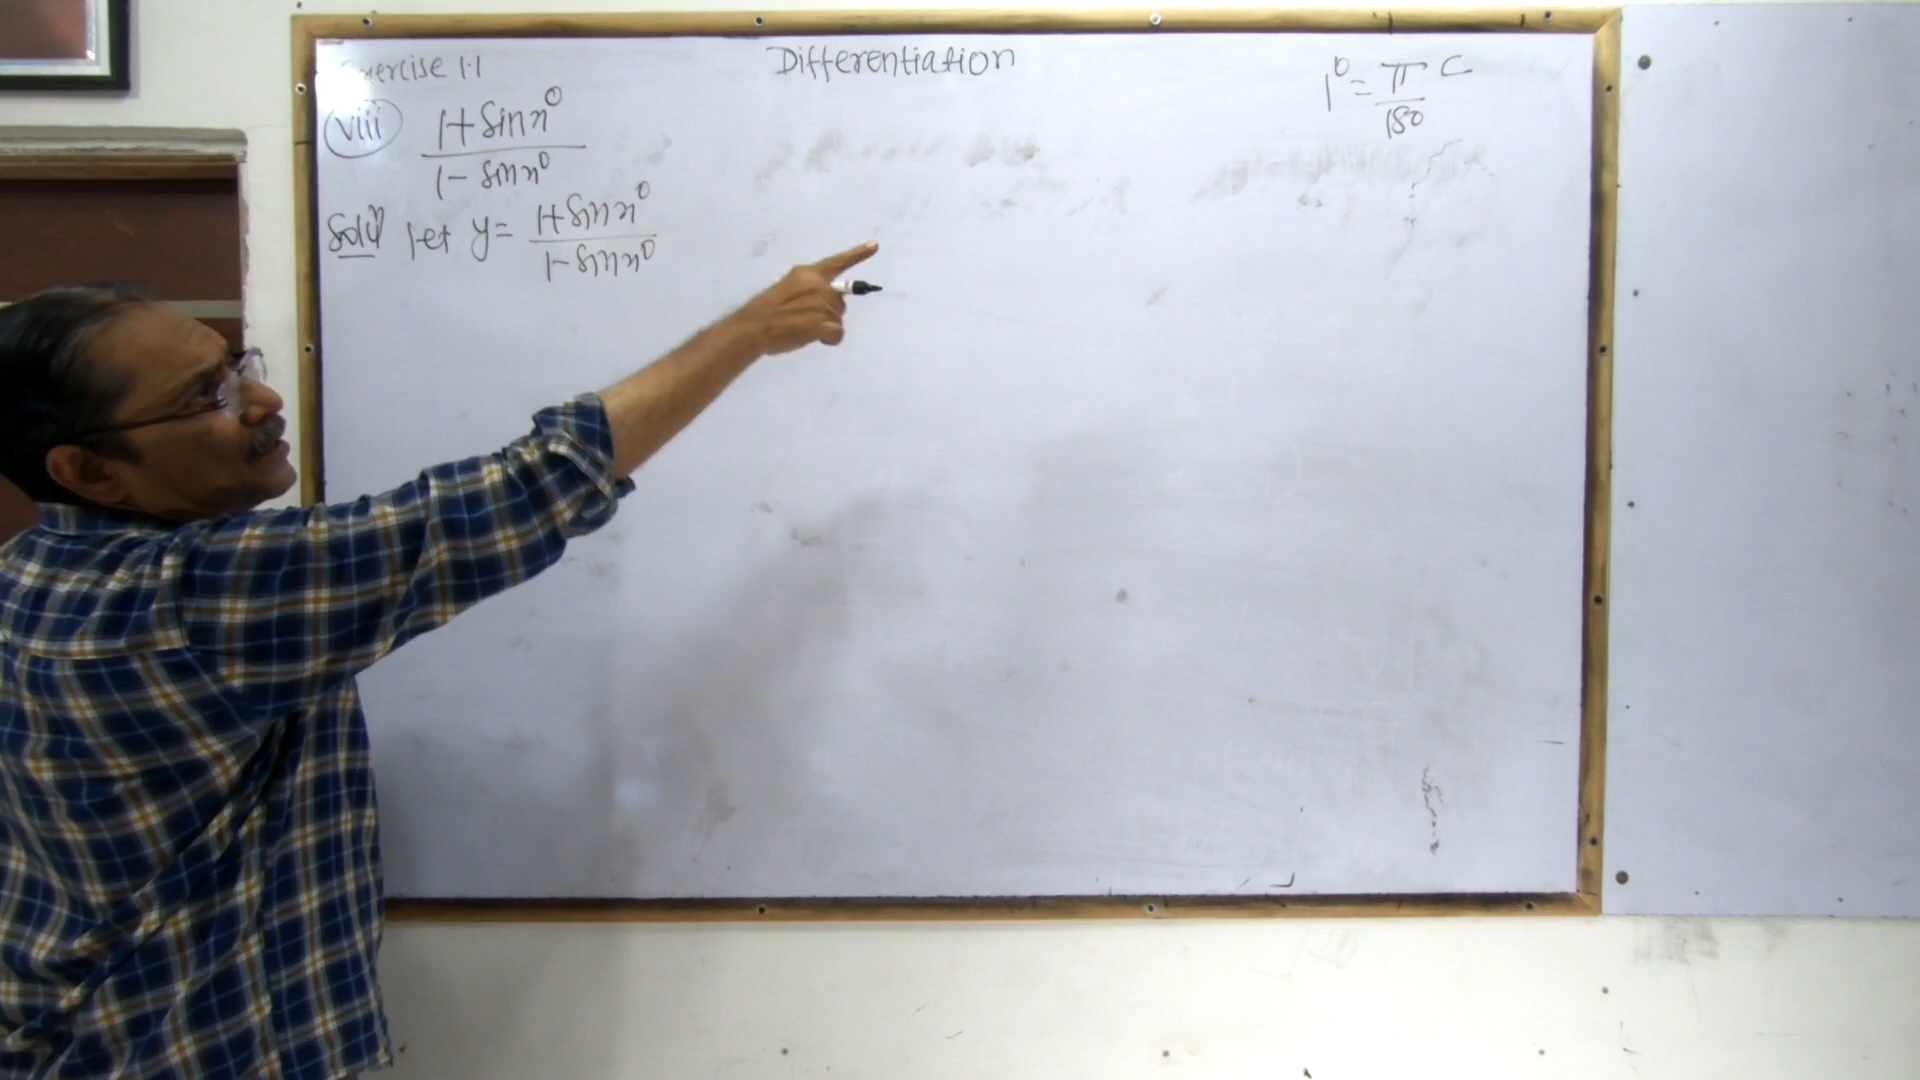 Exercise 1.1
Differentiation
1° = π^c/180
(viii) (1 + sin x°)/(1 - sin x°)
Solⁿ let y = (1 + sin x°)/(1 - sin x°)